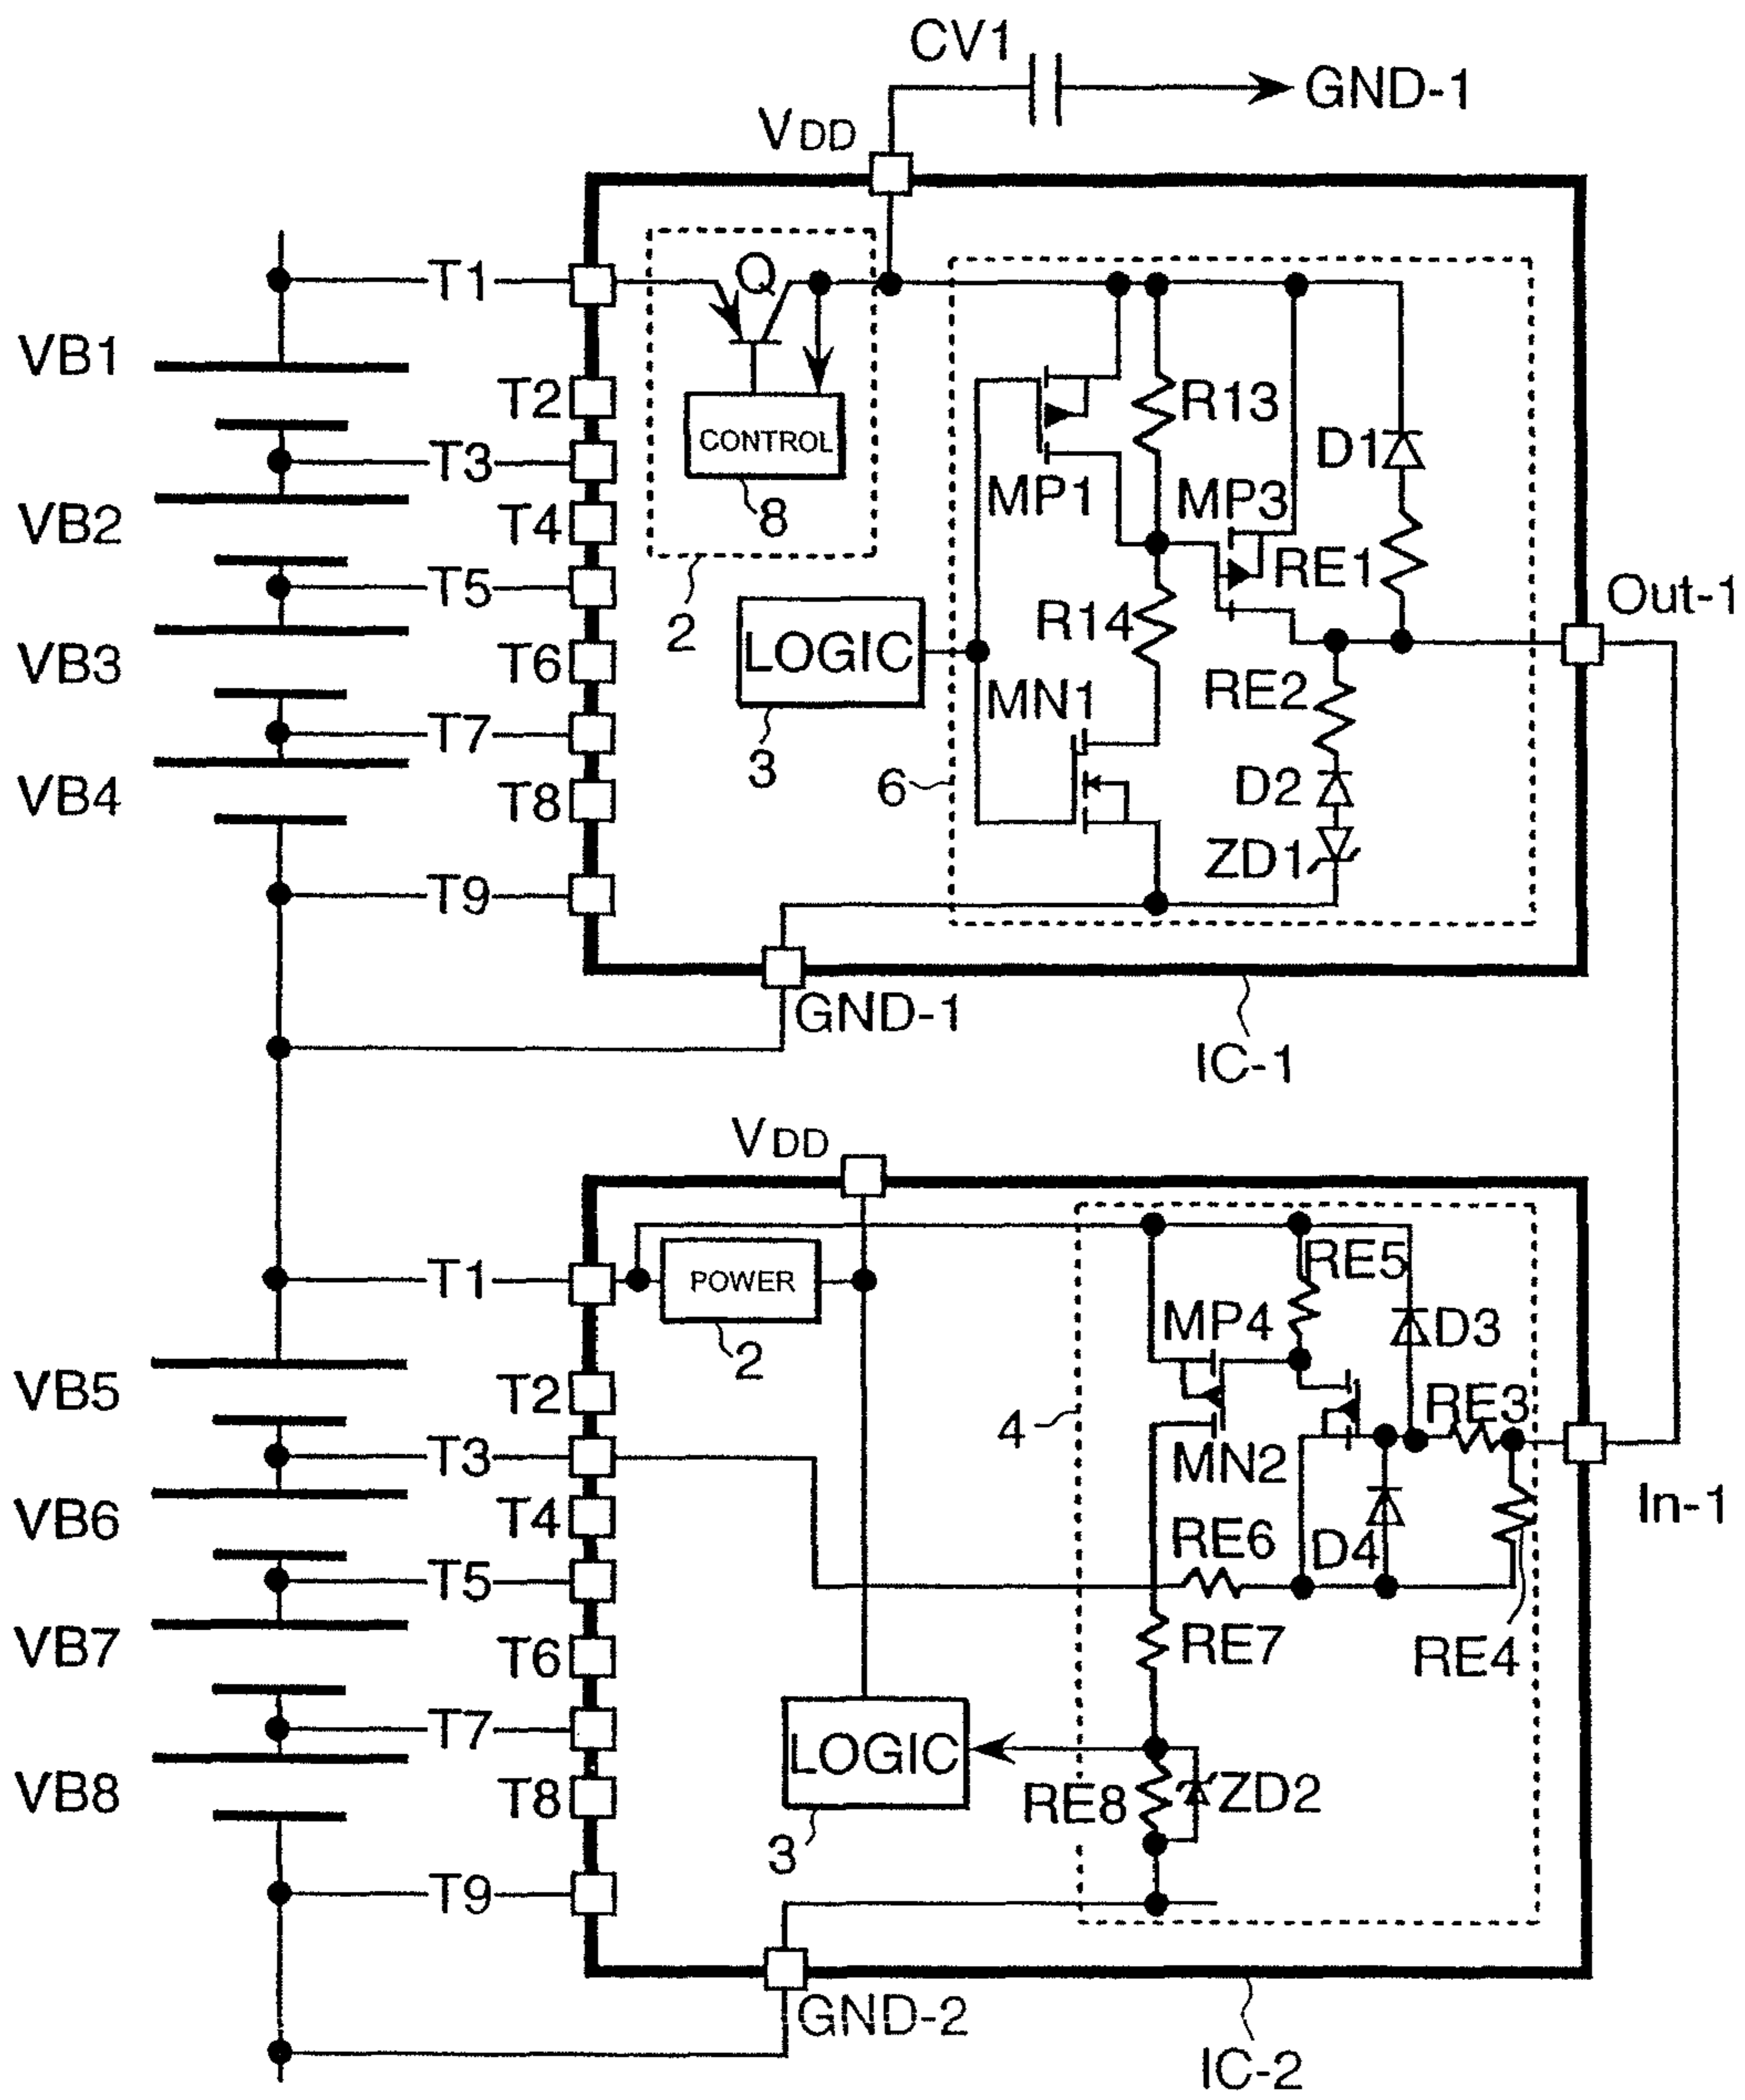 CV1
GND-1
VDD
T1
Q
VB1
T2
CONTROL
R13
D1
T3
MP1
MP3
8
VB2
T4
RE1
T5
Out-1
2
R14
LOGIC
VB3
T6
MN1
RE2
T7
3
6
D2
VB4
T8
ZD1
T9
GND-1
IC-1
VDD
RE5
T1
POWER
MP4
D3
2
VB5
T2
RE3
4
T3
MN2
In-1
VB6
T4
RE6
D4
T5
VB7
T6
RE7
RE4
T7
LOGIC
VB8
T8
RE8
ZD2
3
T9
GND-2
IC-2